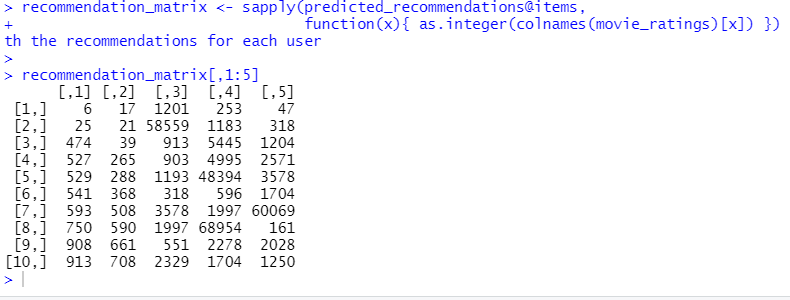 > recommendation_matrix <- sapply(predicted_recommendations@items,
+ function(x){ as.integer(colnames(movie_ratings)[x]) })
th the recommendations for each user
>
> recommendation_matrix[,1:5]
[,1] [,2] [,3] [,4] [,5]
[1,] 6 17 1201 253 47
[2,] 25 21 58559 1183 318
[3,] 474 39 913 5445 1204
[4,] 527 265 903 4995 2571
[5,] 529 288 1193 48394 3578
[6,] 541 368 318 596 1704
[7,] 593 508 3578 1997 60069
[8,] 750 590 1997 68954 161
[9,] 908 661 551 2278 2028
[10,] 913 708 2329 1704 1250
>